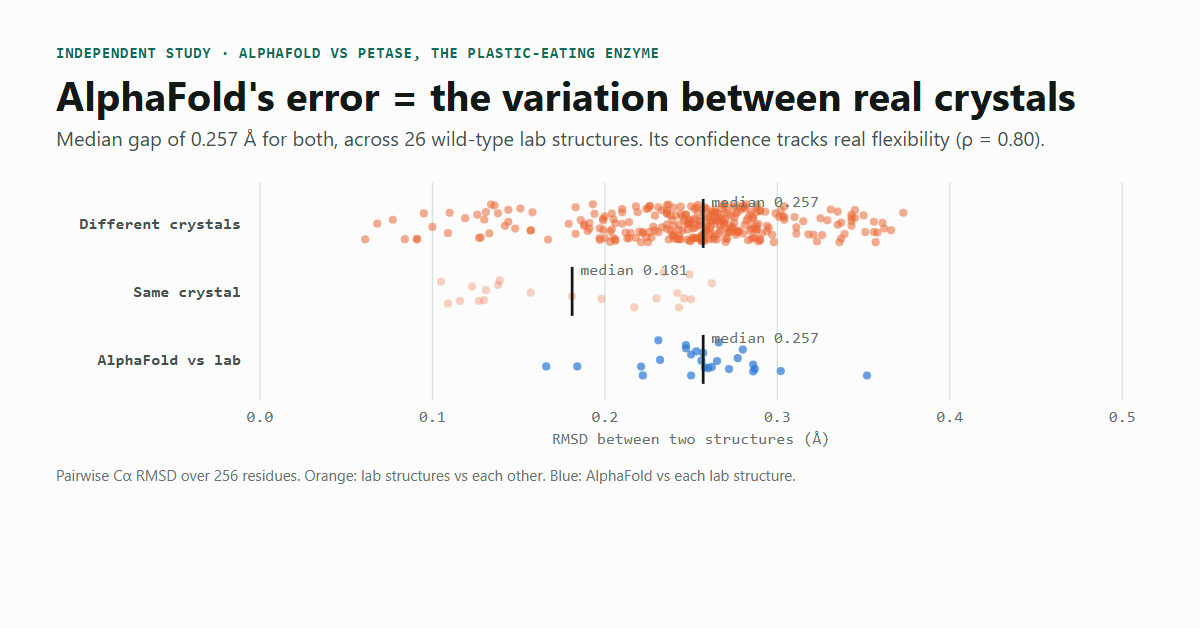 INDEPENDENT STUDY · ALPHAFOLD VS PETASE, THE PLASTIC-EATING ENZYME
AlphaFold's error = the variation between real crystals
Median gap of 0.257 Å for both, across 26 wild-type lab structures. Its confidence tracks real flexibility (ρ = 0.80).
median 0.257
Different crystals
median 0.181
Same crystal
median 0.257
AlphaFold vs lab
0.0 0.1 0.2 0.3 0.4 0.5
RMSD between two structures (Å)
Pairwise Cα RMSD over 256 residues. Orange: lab structures vs each other. Blue: AlphaFold vs each lab structure.